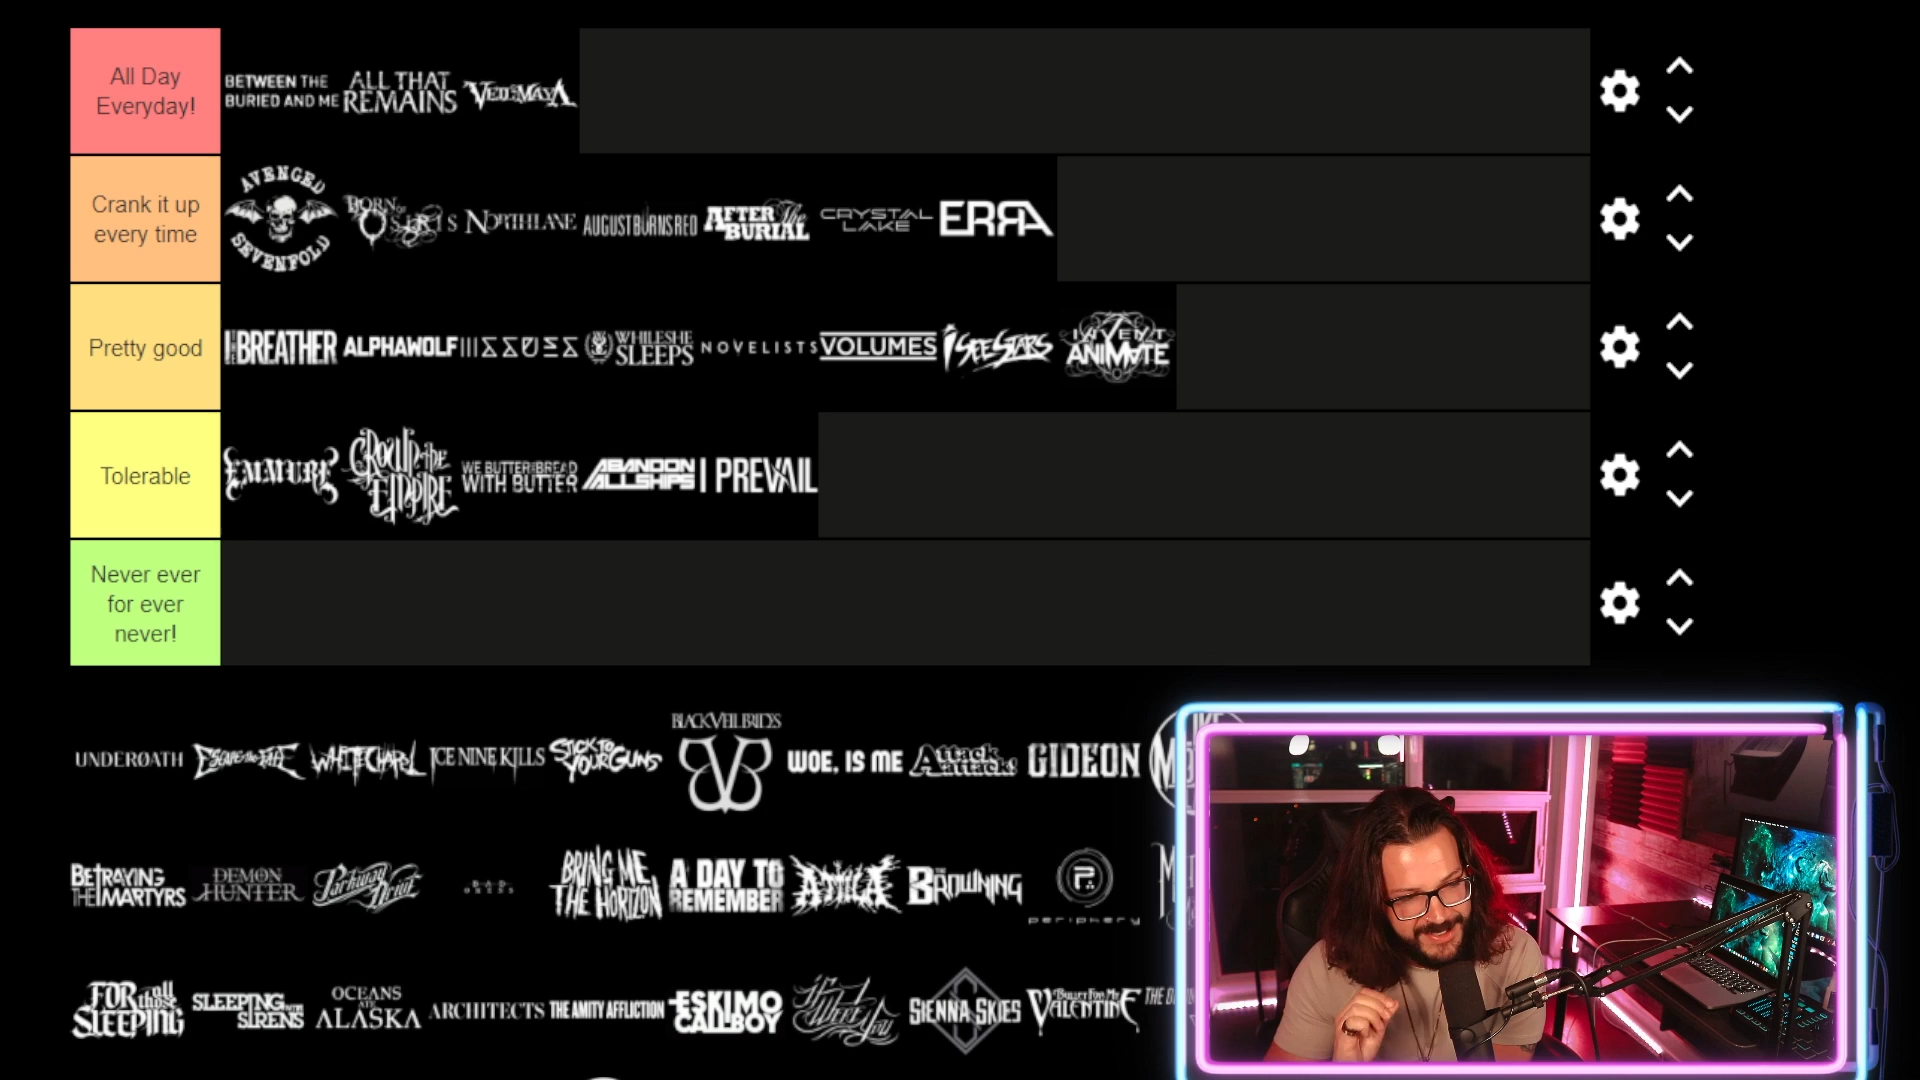 All Day
Everyday!
BETWEEN THE
BURIED AND ME
ALL THAT
REMAINS
VEIL OF MAYA
Crank it up
every time
AVENGED
SEVENFOLD
BORN OF
OSIRIS
NORTHLANE
AUGUST BURNS RED
AFTER The
BURIAL
CRYSTAL
LAKE
ERRA
Pretty good
I THE
BREATHER
ALPHAWOLF
ISSUES
WHILE SHE
SLEEPS
NOVELISTS
VOLUMES
I SEE STARS
INVENT
ANIMATE
Tolerable
EMMURE
CROWN the
EMPIRE
WE BUTTER THE BREAD
WITH BUTTER
ABANDON
ALL SHIPS
I PREVAIL
Never ever
for ever
never!
UNDERØATH
ESCAPE the FATE
WHITECHAPEL
ICE NINE KILLS
STICK TO
YOUR GUNS
BLACK VEIL BRIDES
WOE, IS ME
Attack
attack!
GIDEON
BETRAYING
THE MARTYRS
DEMON
HUNTER
Parkway Drive
BRING ME
THE HORIZON
A DAY TO
REMEMBER
ATTILA
THE
BROWNING
periphery
FOR all
those
SLEEPING
SLEEPING WITH
SIRENS
OCEANS
ATE
ALASKA
ARCHITECTS
THE AMITY AFFLICTION
ESKIMO
CALLBOY
SIENNA SKIES
Bullet For My
VALENTINE
THE D